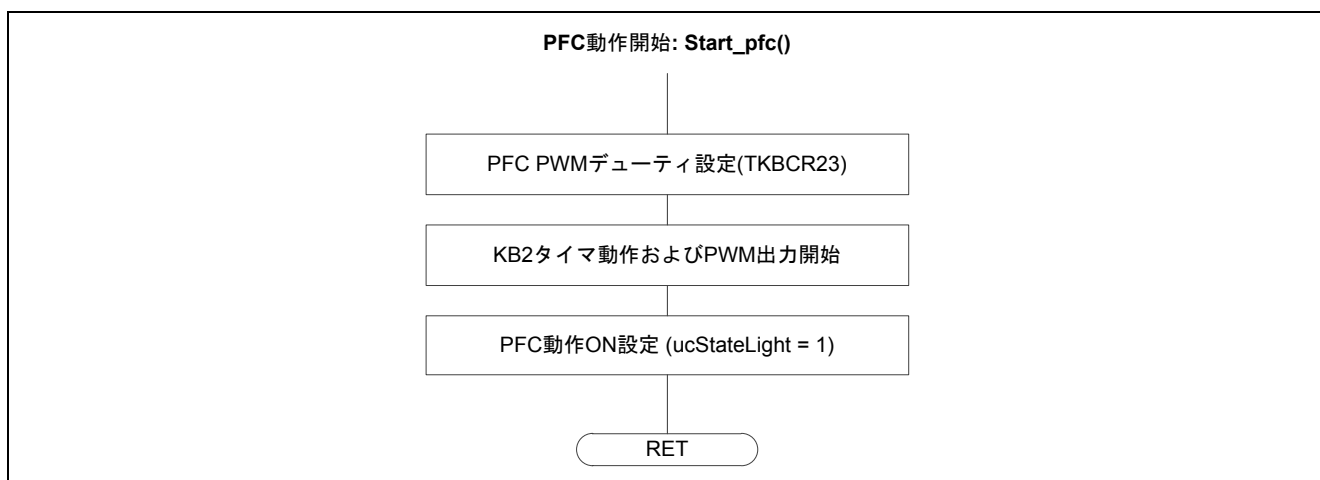 PFC動作開始: Start_pfc()
PFC PWMデューティ設定(TKBCR23)
KB2タイマ動作およびPWM出力開始
PFC動作ON設定 (ucStateLight = 1)
RET